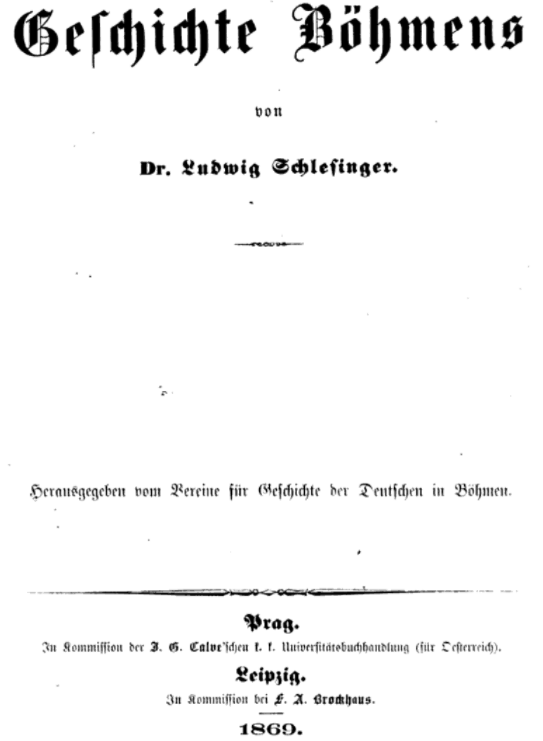 Geschichte Böhmens
von
Dr. Ludwig Schlesinger.
Herausgegeben vom Vereine für Geschichte der Deutschen in Böhmen.
Prag.
In Kommission der J. G. Calve'schen k. k. Universitätsbuchhandlung (für Oesterreich).
Leipzig.
In Kommission bei F. A. Brockhaus.
1869.